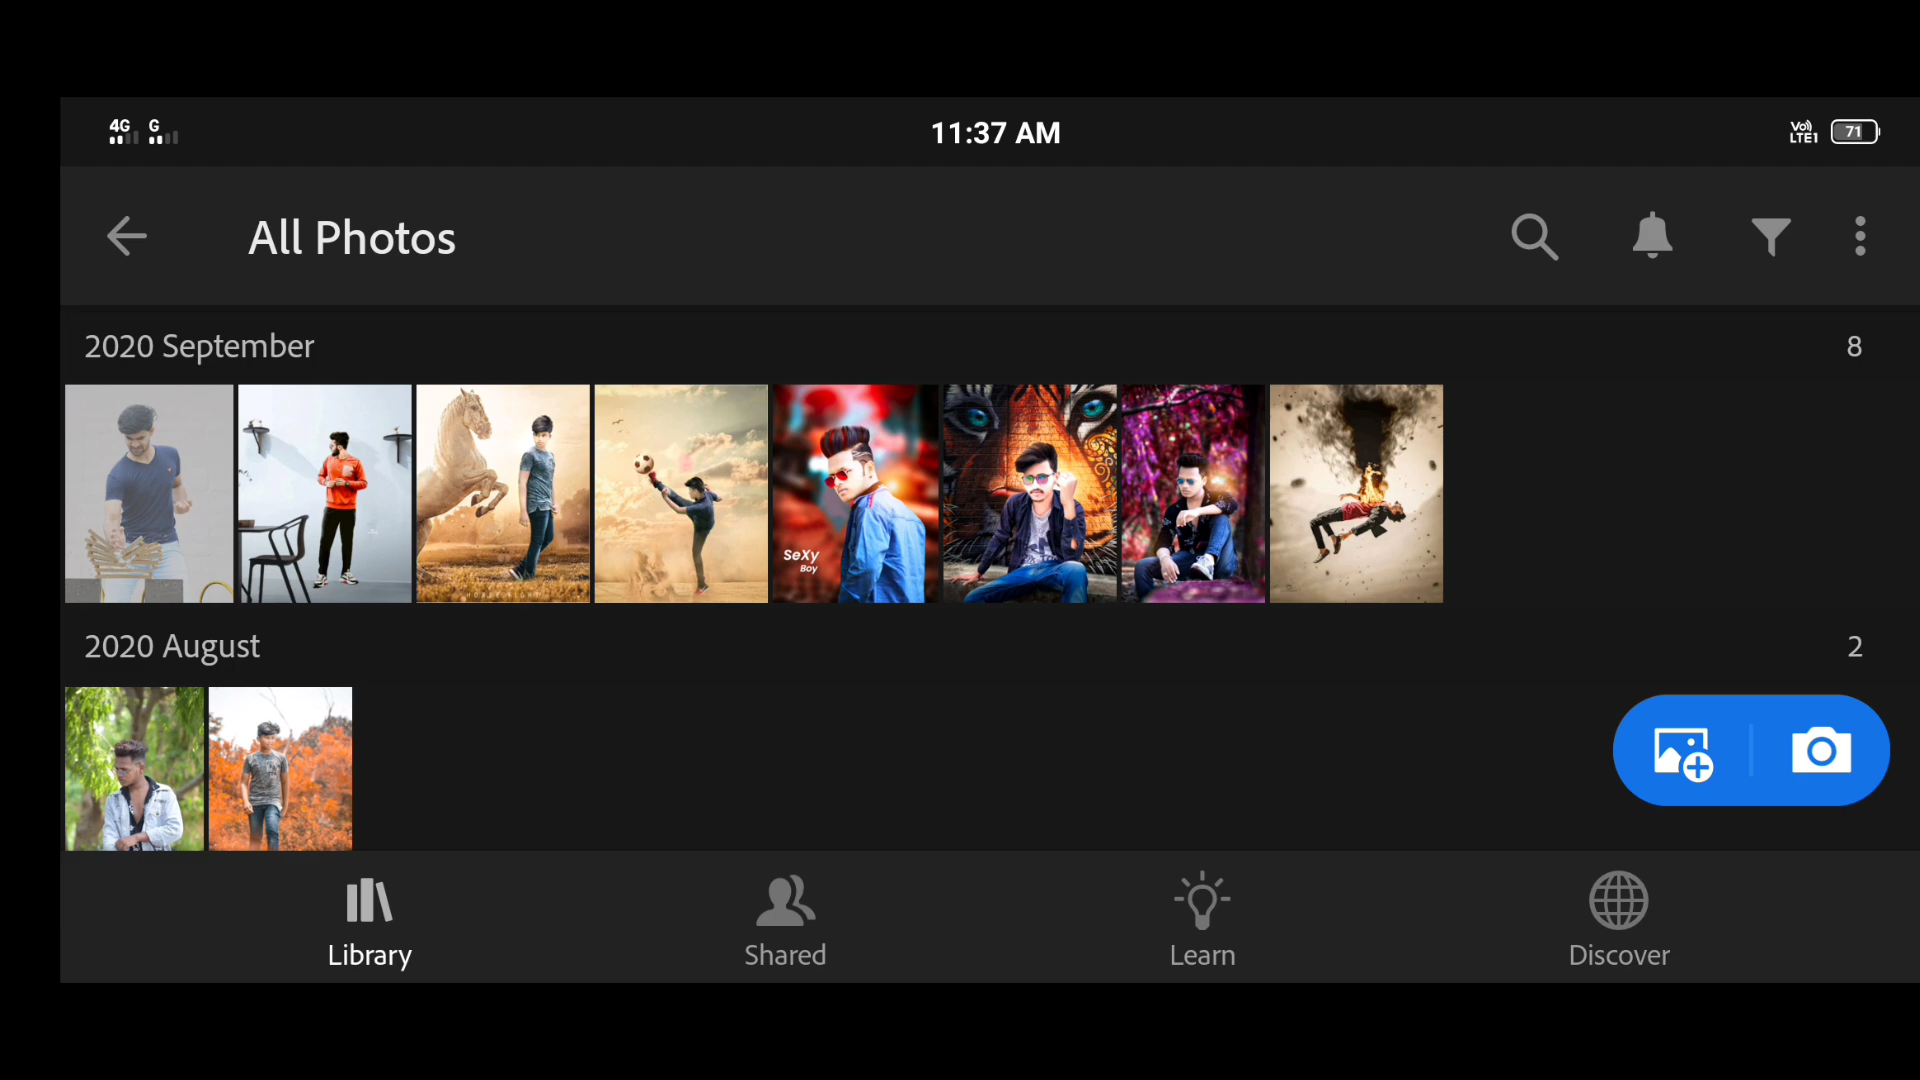 4G G 11:37 AM Vo) LTE1 71
All Photos
2020 September 8
SeXy
Boy
2020 August 2
Library Shared Learn Discover